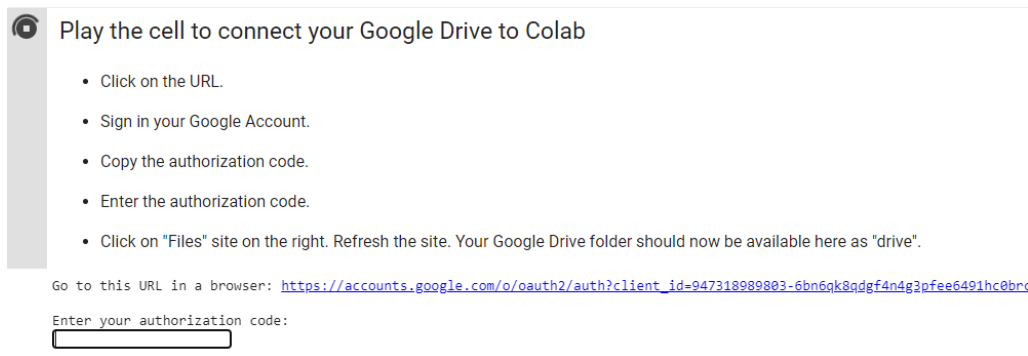 Play the cell to connect your Google Drive to Colab
• Click on the URL.
• Sign in your Google Account.
• Copy the authorization code.
• Enter the authorization code.
• Click on "Files" site on the right. Refresh the site. Your Google Drive folder should now be available here as "drive".
Go to this URL in a browser: https://accounts.google.com/o/oauth2/auth?client_id=947318989803-6bn6qk8qdgf4n4g3pfee6491hc0brc
Enter your authorization code: